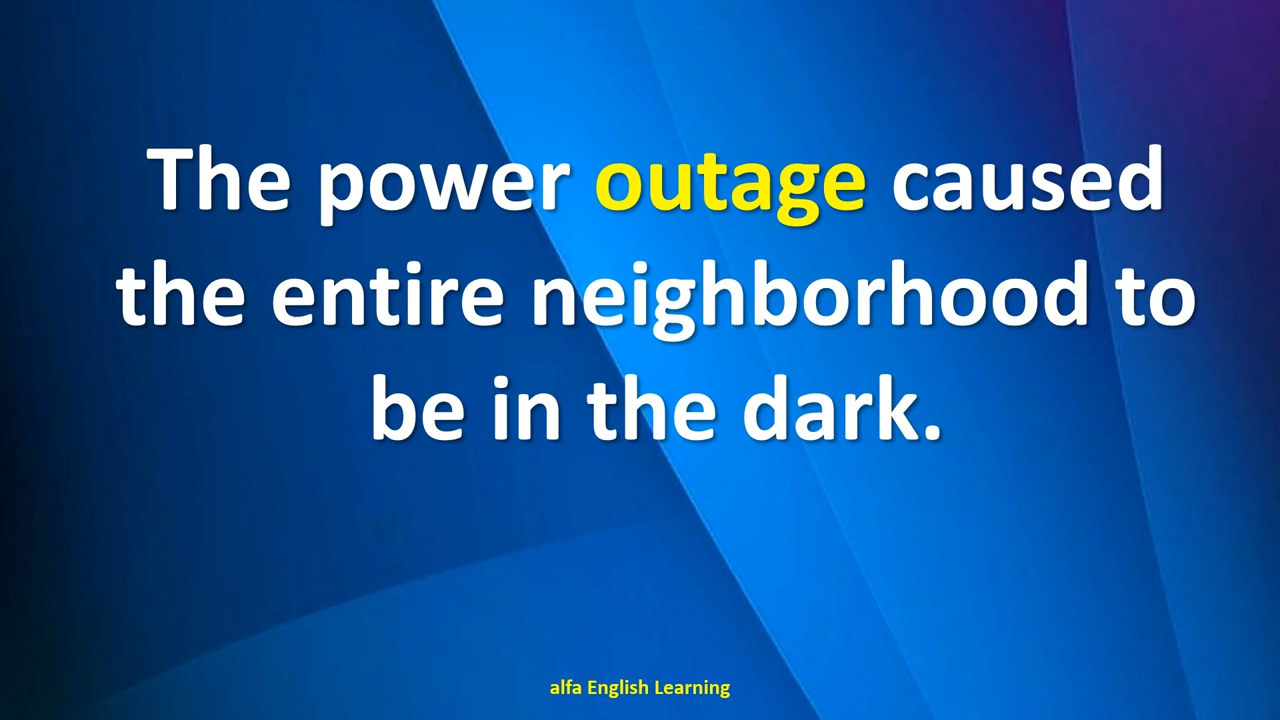 The power outage caused
the entire neighborhood to
be in the dark.
alfa English Learning